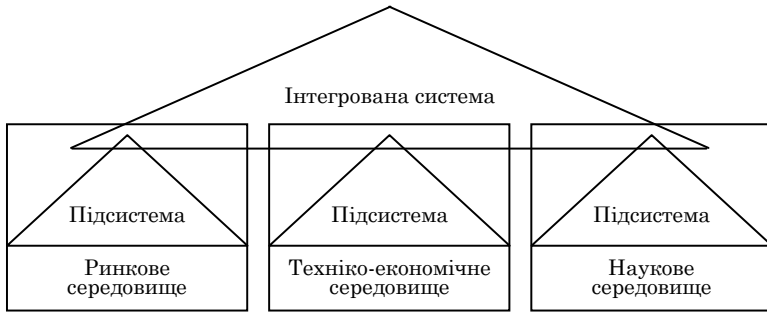 Інтегрована система
Підсистема
Підсистема
Підсистема
Ринкове
середовище
Техніко-економічне
середовище
Наукове
середовище